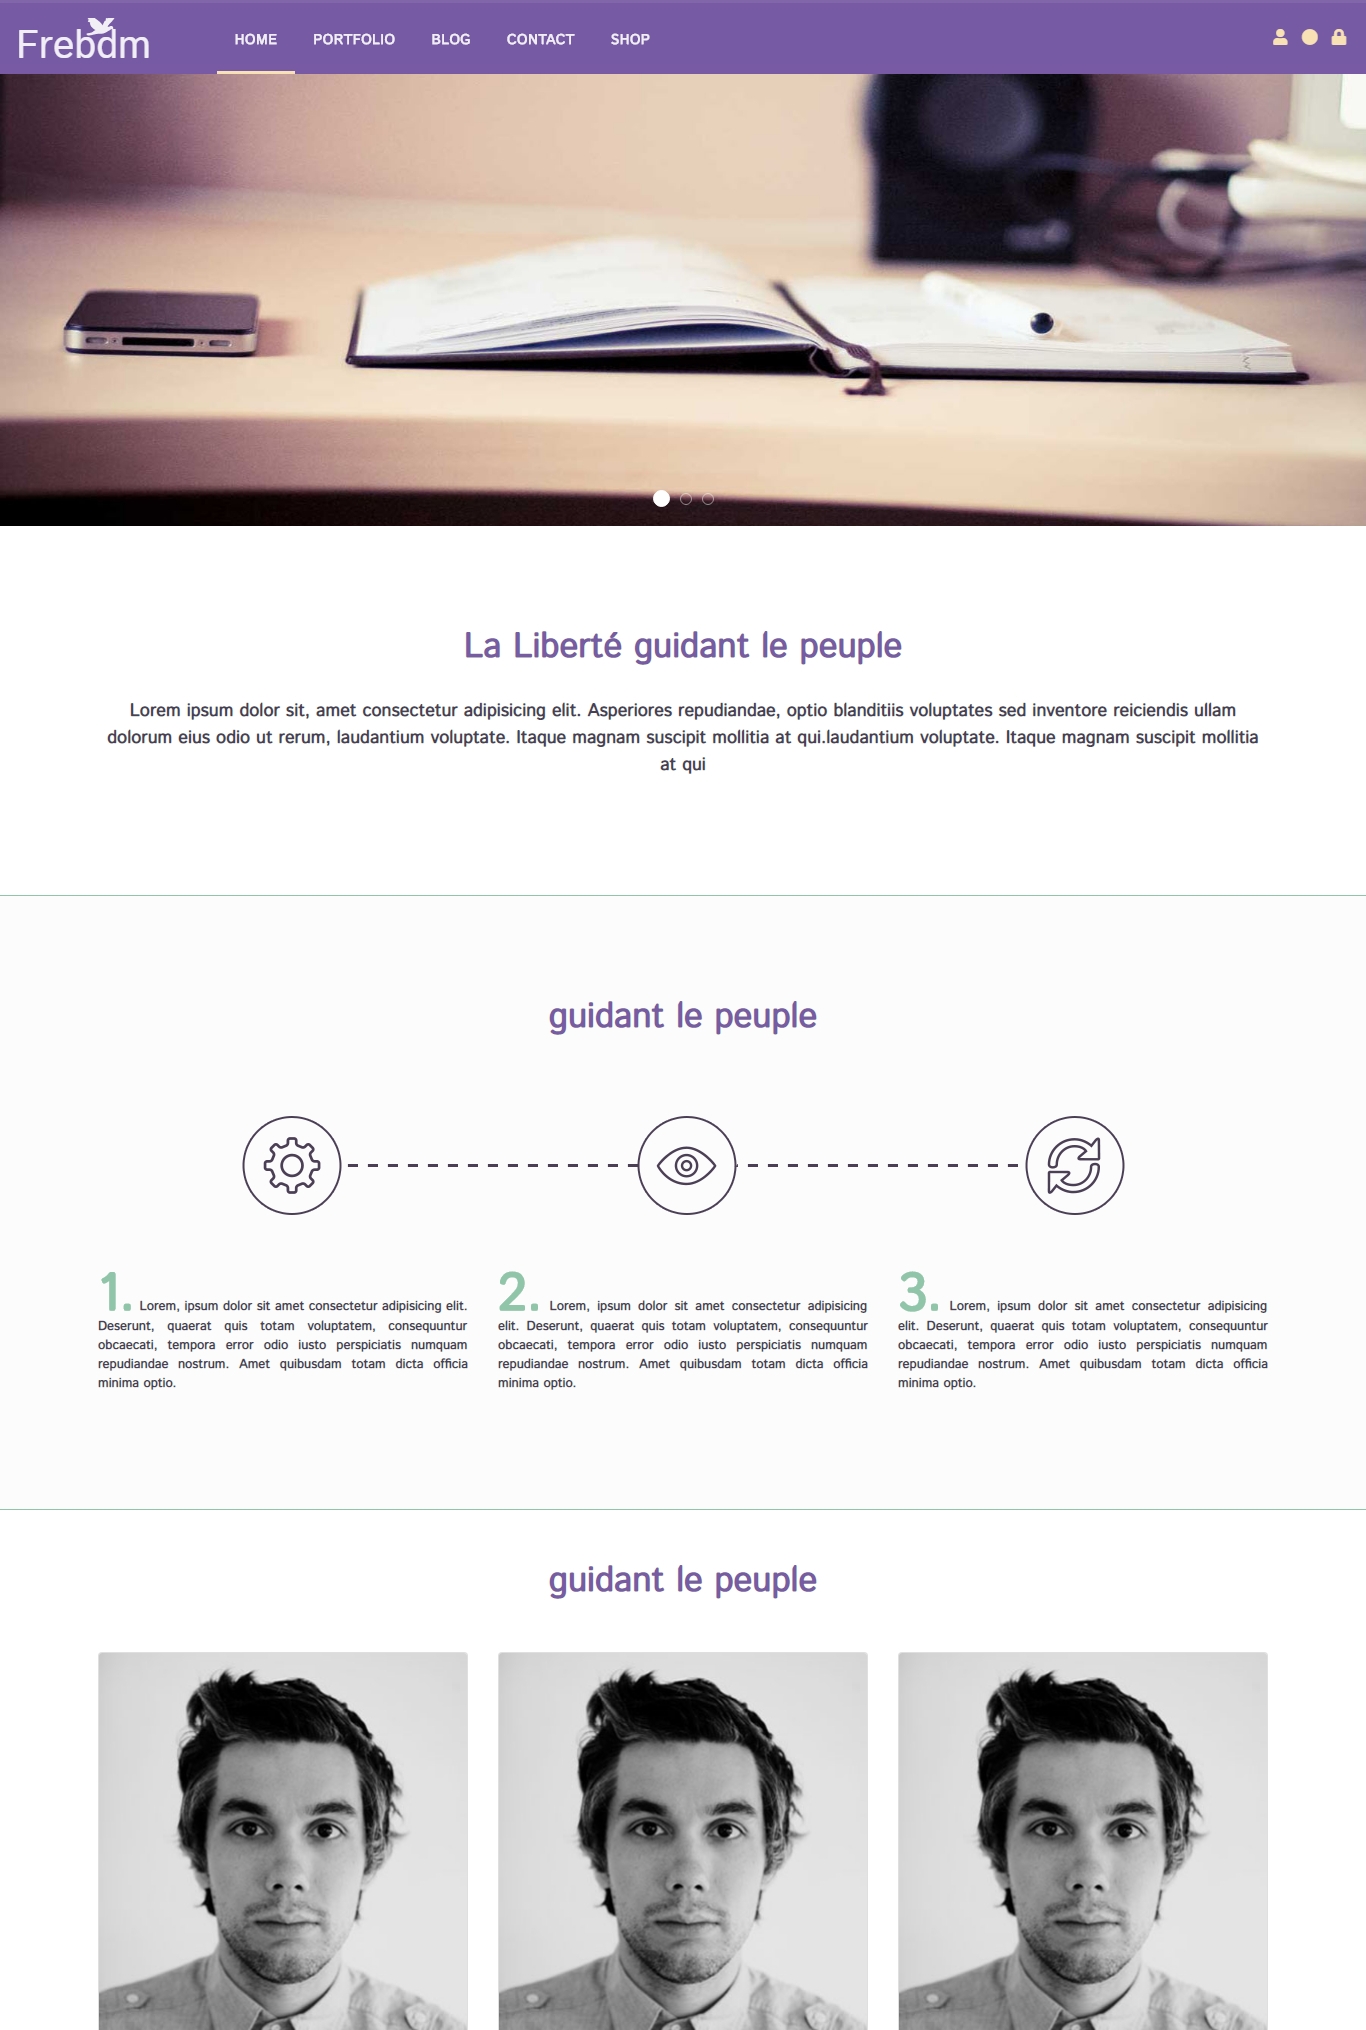 Frebdm
HOME PORTFOLIO BLOG CONTACT SHOP
La Liberté guidant le peuple
Lorem ipsum dolor sit, amet consectetur adipisicing elit. Asperiores repudiandae, optio blanditiis voluptates sed inventore reiciendis ullam
dolorum eius odio ut rerum, laudantium voluptate. Itaque magnam suscipit mollitia at qui.laudantium voluptate. Itaque magnam suscipit mollitia
at qui
guidant le peuple
1. Lorem, ipsum dolor sit amet consectetur adipisicing elit.
Deserunt, quaerat quis totam voluptatem, consequuntur
obcaecati, tempora error odio iusto perspiciatis numquam
repudiandae nostrum. Amet quibusdam totam dicta officia
minima optio.
2. Lorem, ipsum dolor sit amet consectetur adipisicing
elit. Deserunt, quaerat quis totam voluptatem, consequuntur
obcaecati, tempora error odio iusto perspiciatis numquam
repudiandae nostrum. Amet quibusdam totam dicta officia
minima optio.
3. Lorem, ipsum dolor sit amet consectetur adipisicing
elit. Deserunt, quaerat quis totam voluptatem, consequuntur
obcaecati, tempora error odio iusto perspiciatis numquam
repudiandae nostrum. Amet quibusdam totam dicta officia
minima optio.
guidant le peuple